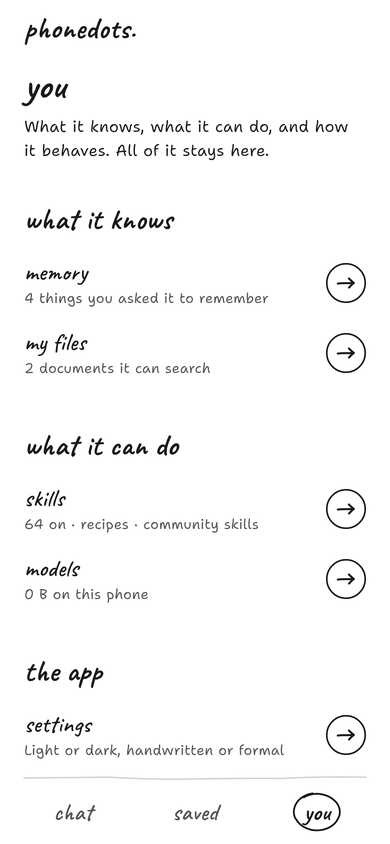 phonedots.
you
What it knows, what it can do, and how
it behaves. All of it stays here.
what it knows
memory
4 things you asked it to remember
my files
2 documents it can search
what it can do
skills
64 on · recipes · community skills
models
0 B on this phone
the app
settings
Light or dark, handwritten or formal
chat saved you